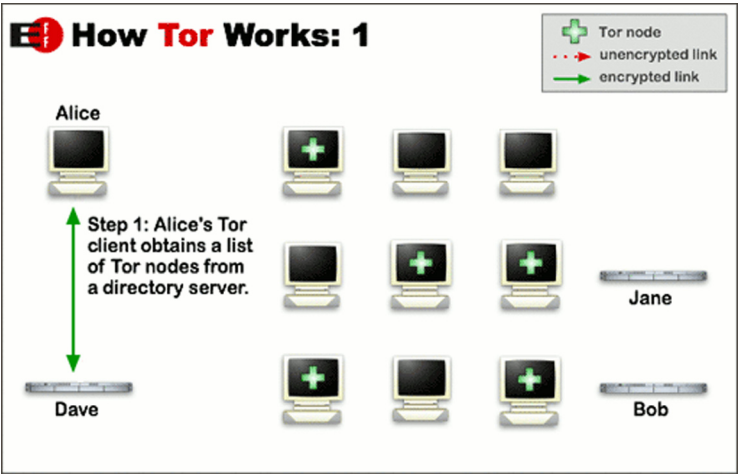 EFF How Tor Works: 1
Tor node
unencrypted link
encrypted link
Alice
Step 1: Alice's Tor
client obtains a list
of Tor nodes from
a directory server.
Jane
Dave
Bob